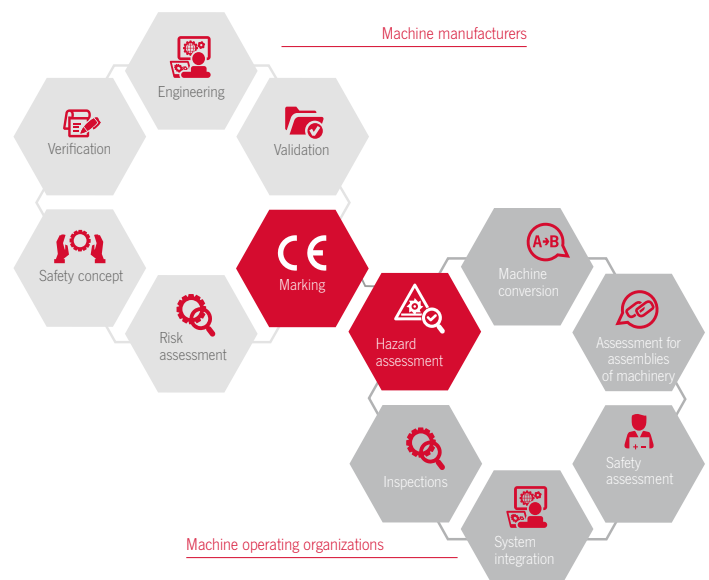 Machine manufacturers
Engineering
Verification
Validation
Safety concept
CE
Marking
Risk
assessment
A→B
Machine
conversion
Hazard
assessment
Assessment for
assemblies
of machinery
Inspections
Safety
assessment
System
integration
Machine operating organizations